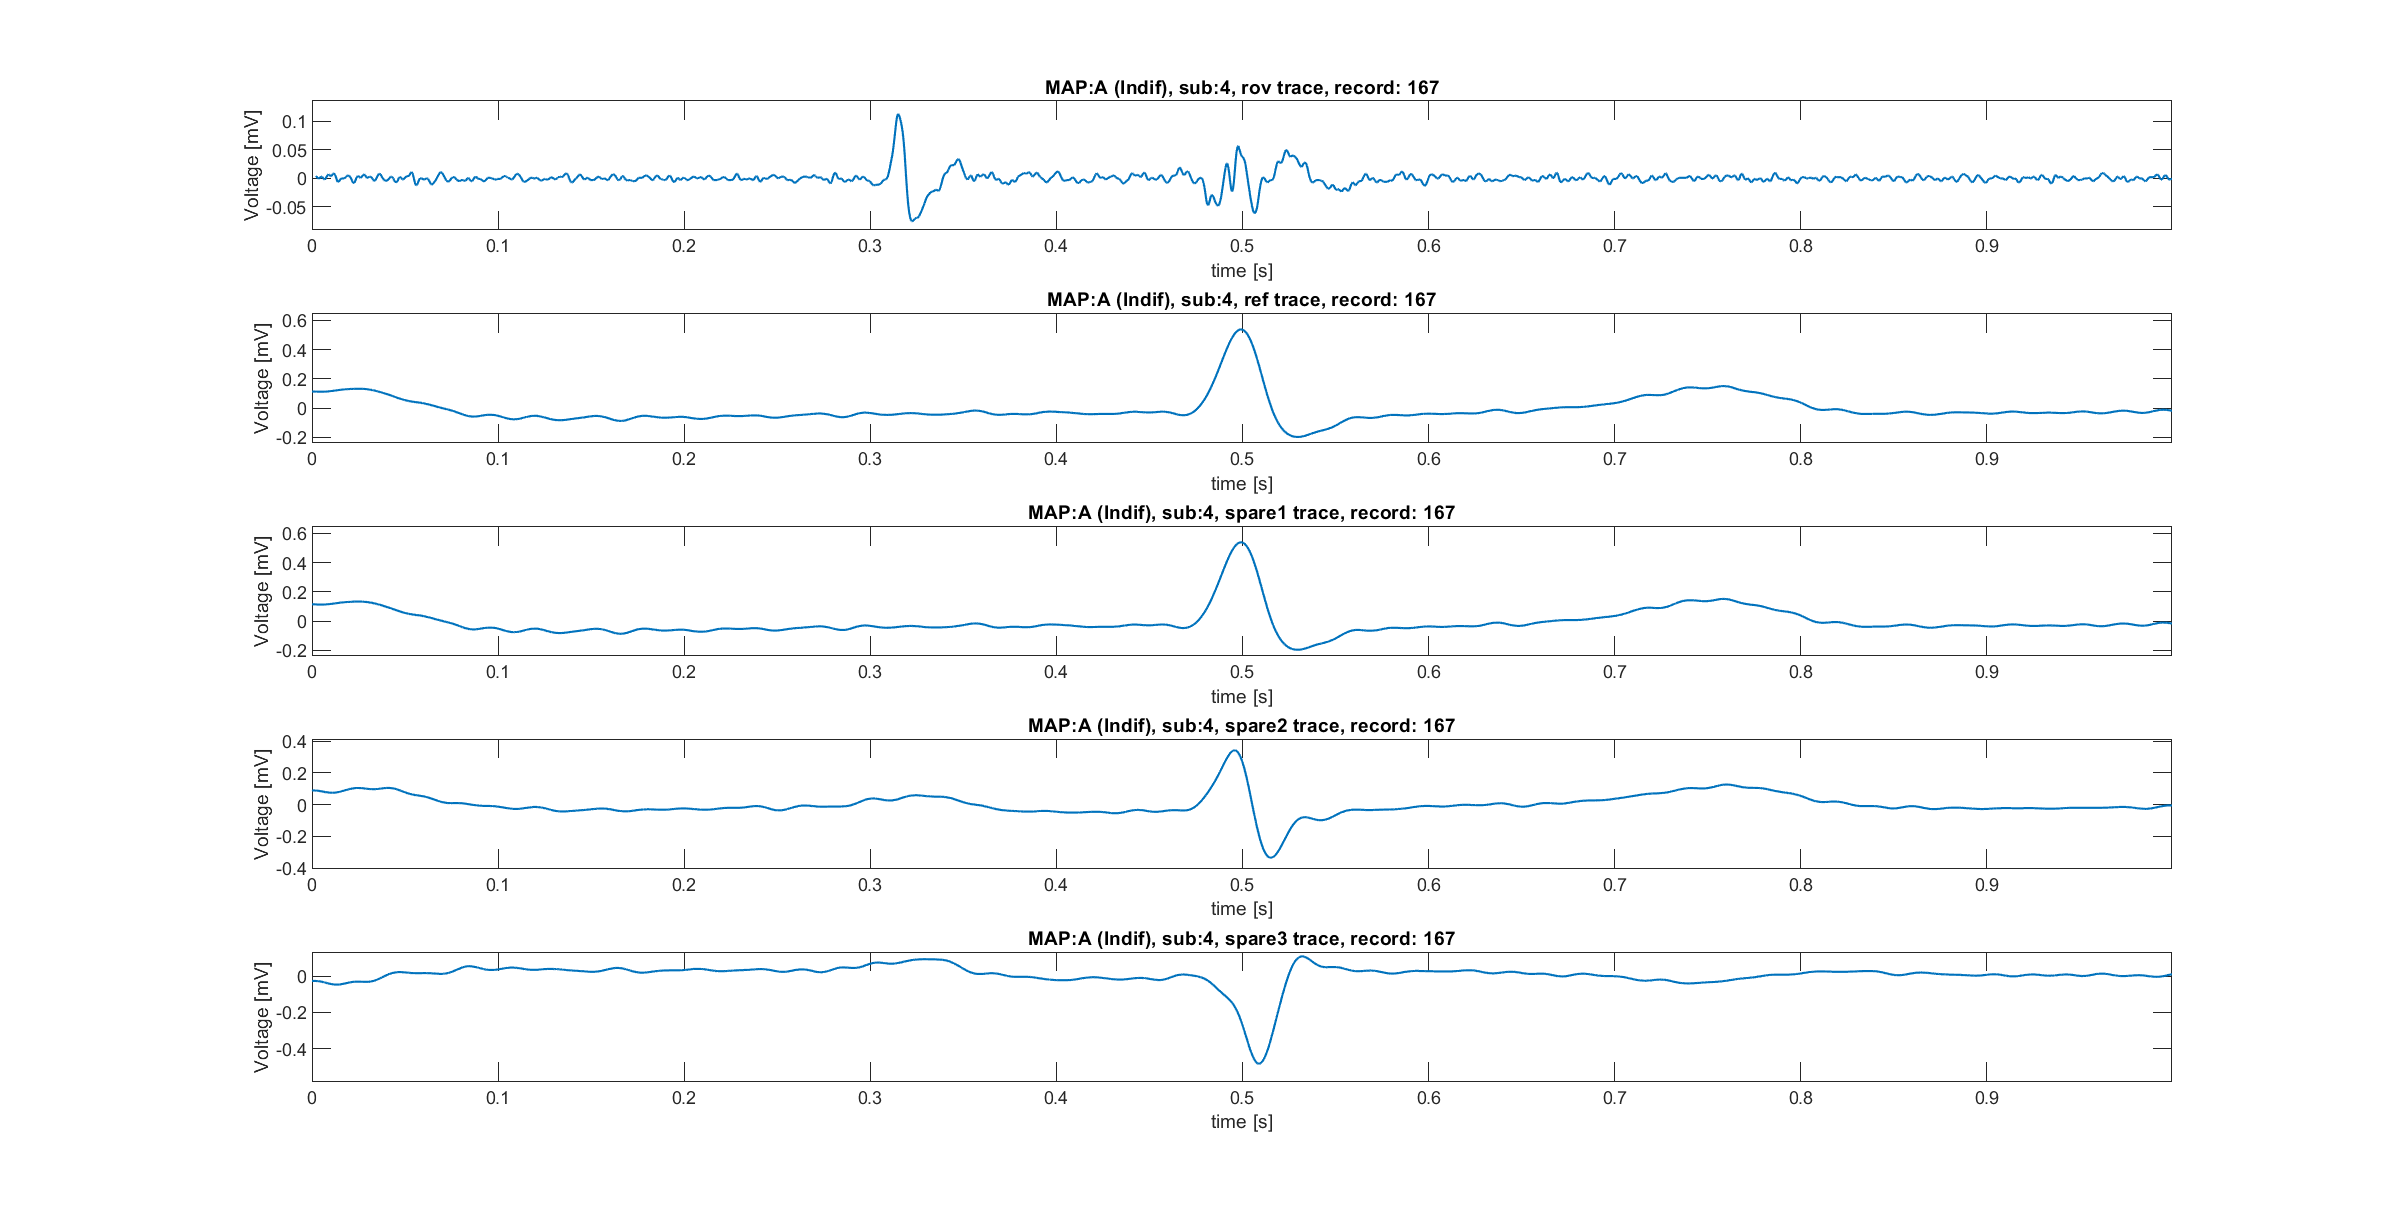 MAP:A (Indif), sub:4, rov trace, record: 167
Voltage [mV]
0.1
0.05
0
-0.05
0 0.1 0.2 0.3 0.4 0.5 0.6 0.7 0.8 0.9
time [s]
MAP:A (Indif), sub:4, ref trace, record: 167
Voltage [mV]
0.6
0.4
0.2
0
-0.2
0 0.1 0.2 0.3 0.4 0.5 0.6 0.7 0.8 0.9
time [s]
MAP:A (Indif), sub:4, spare1 trace, record: 167
Voltage [mV]
0.6
0.4
0.2
0
-0.2
0 0.1 0.2 0.3 0.4 0.5 0.6 0.7 0.8 0.9
time [s]
MAP:A (Indif), sub:4, spare2 trace, record: 167
Voltage [mV]
0.4
0.2
0
-0.2
-0.4
0 0.1 0.2 0.3 0.4 0.5 0.6 0.7 0.8 0.9
time [s]
MAP:A (Indif), sub:4, spare3 trace, record: 167
Voltage [mV]
0
-0.2
-0.4
0 0.1 0.2 0.3 0.4 0.5 0.6 0.7 0.8 0.9
time [s]